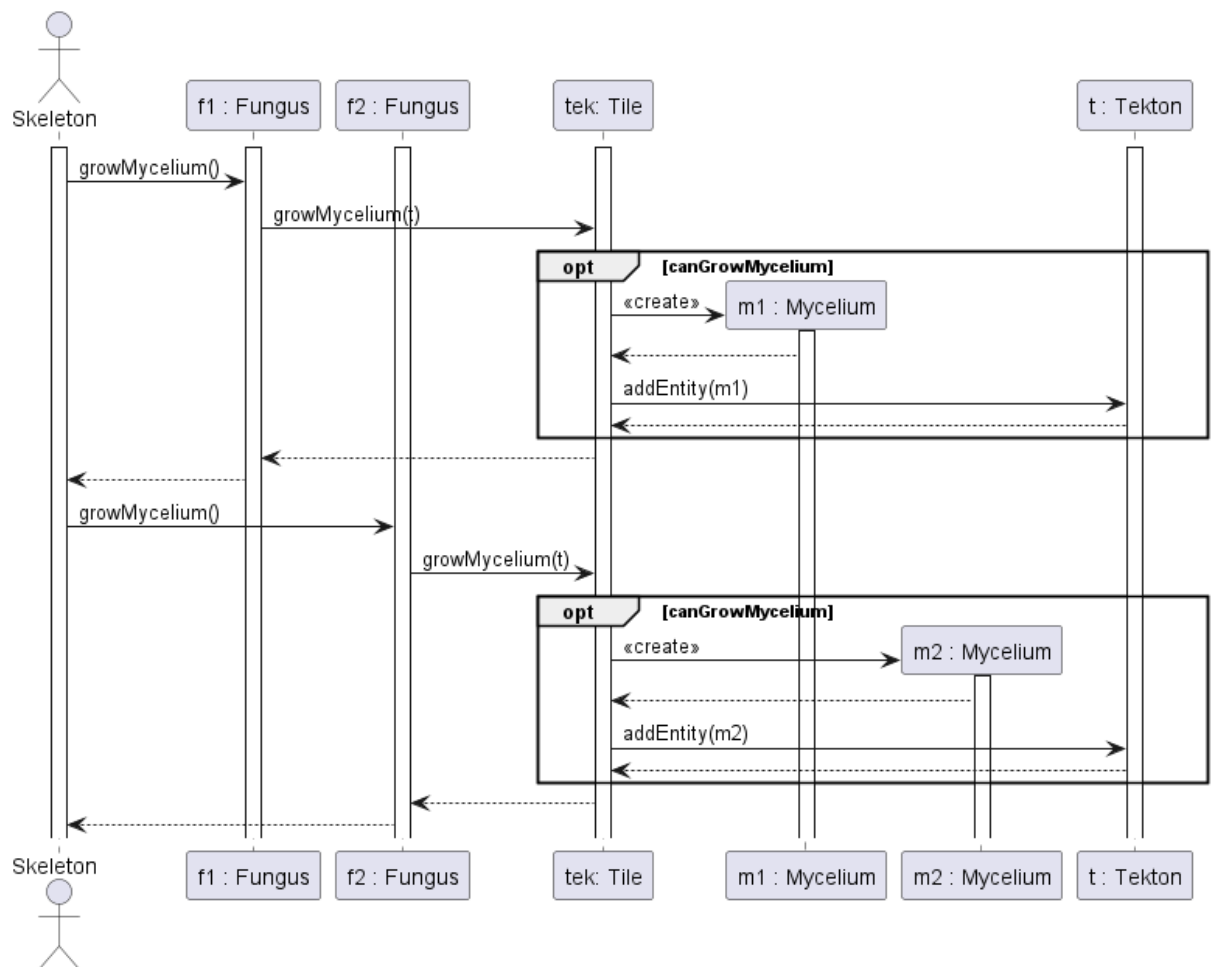 Skeleton
f1 : Fungus
f2 : Fungus
tek: Tile
t : Tekton
growMycelium()
growMycelium(t)
opt
[canGrowMycelium]
«create»
m1 : Mycelium
addEntity(m1)
growMycelium()
growMycelium(t)
opt
[canGrowMycelium]
«create»
m2 : Mycelium
addEntity(m2)
Skeleton
f1 : Fungus
f2 : Fungus
tek: Tile
m1 : Mycelium
m2 : Mycelium
t : Tekton